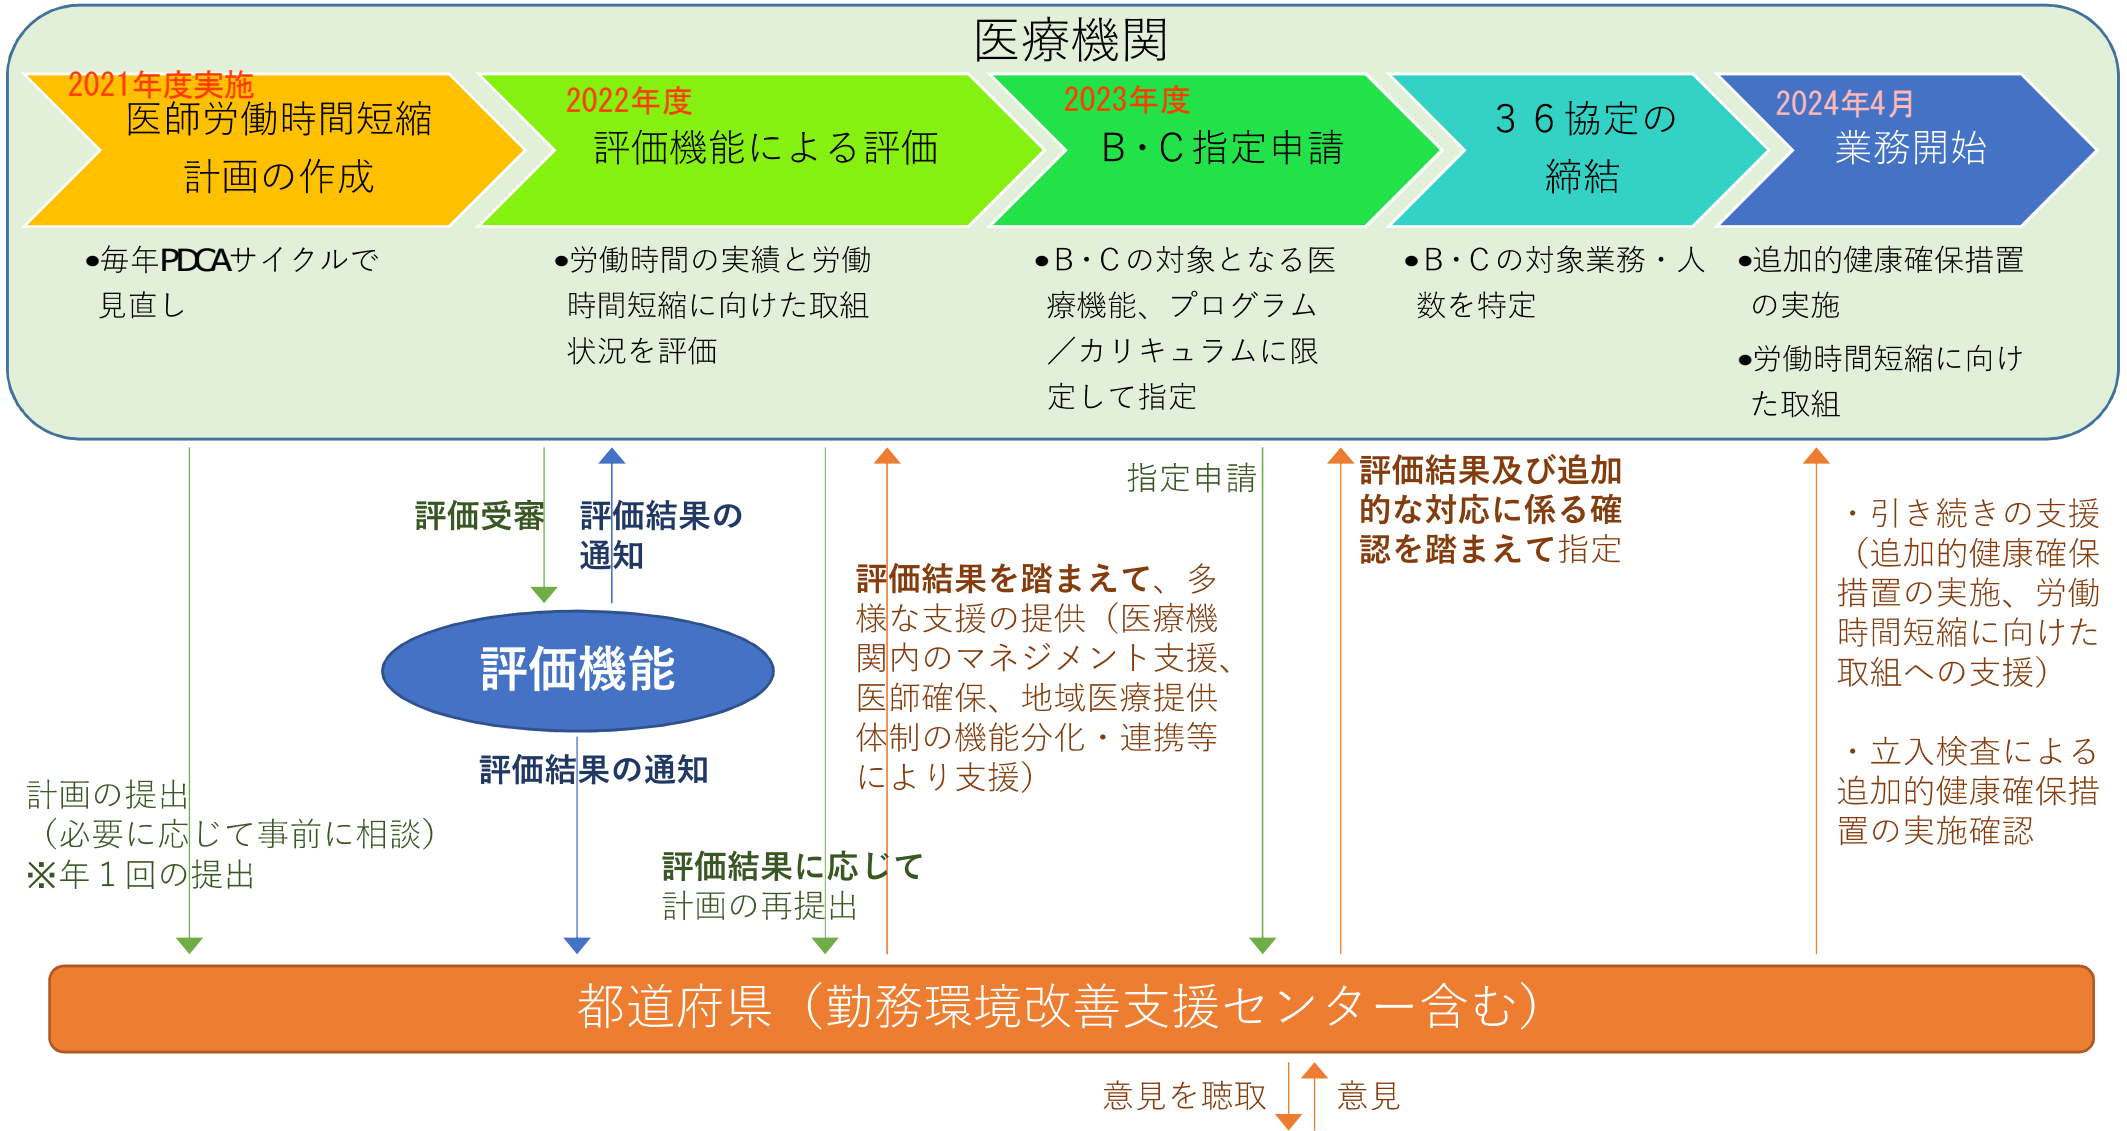 医療機関
2021年度実施
医師労働時間短縮
計画の作成
2022年度
評価機能による評価
2023年度
B・C指定申請
３６協定の
締結
2024年4月
業務開始
●毎年PDCAサイクルで
見直し
●労働時間の実績と労働
時間短縮に向けた取組
状況を評価
●B・Cの対象となる医
療機能、プログラム
／カリキュラムに限
定して指定
●B・Cの対象業務・人
数を特定
●追加的健康確保措置
の実施
●労働時間短縮に向け
た取組
評価受審
評価結果の
通知
評価機能
評価結果の通知
計画の提出
（必要に応じて事前に相談）
※年１回の提出
評価結果に応じて
計画の再提出
評価結果を踏まえて、多
様な支援の提供（医療機
関内のマネジメント支援、
医師確保、地域医療提供
体制の機能分化・連携等
により支援）
指定申請
評価結果及び追加
的な対応に係る確
認を踏まえて指定
・引き続きの支援
（追加的健康確保
措置の実施、労働
時間短縮に向けた
取組への支援）
・立入検査による
追加的健康確保措
置の実施確認
都道府県（勤務環境改善支援センター含む）
意見を聴取
意見